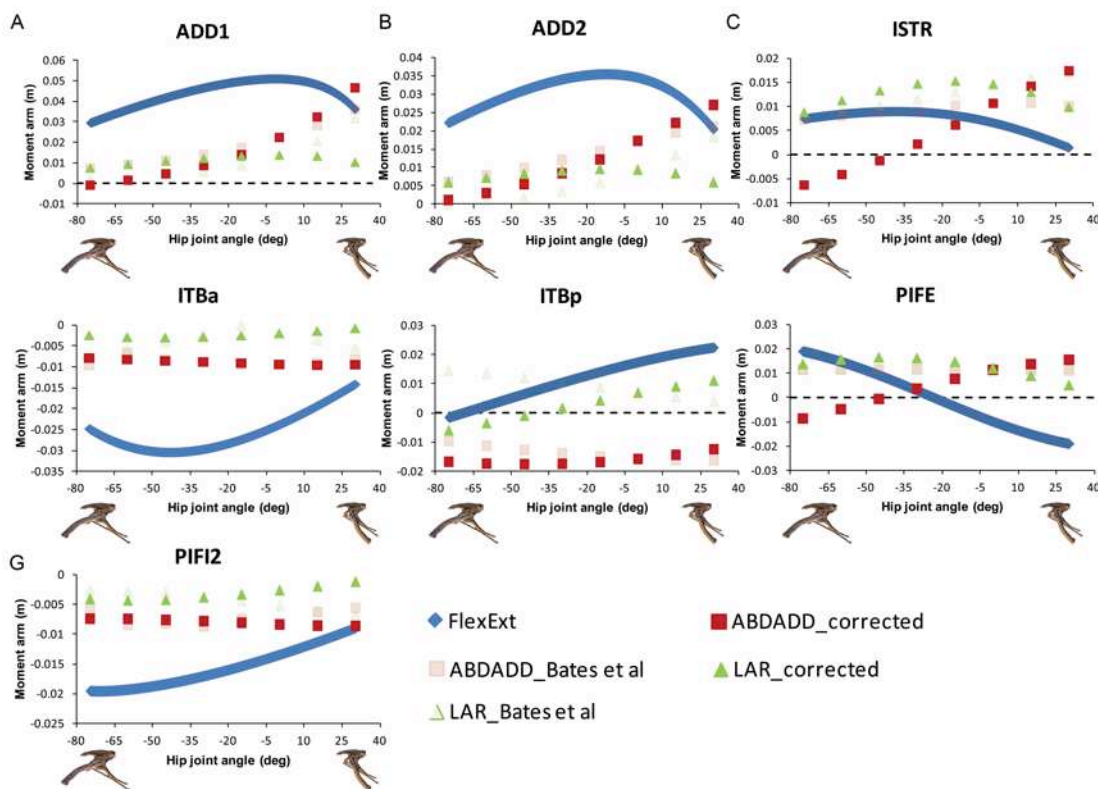 A
ADD1
0.06
0.05
0.04
0.03
0.02
0.01
0
-0.01
Moment arm (m)
-80 -65 -50 -35 -20 -5 10 25 40
Hip joint angle (deg)
B
ADD2
0.04
0.035
0.03
0.025
0.02
0.015
0.01
0.005
0
Moment arm (m)
-80 -65 -50 -35 -20 -5 10 25 40
Hip joint angle (deg)
C
ISTR
0.02
0.015
0.01
0.005
0
-0.005
-0.01
Moment arm (m)
-80 -65 -50 -35 -20 -5 10 25 40
Hip joint angle (deg)
ITBa
0
-0.005
-0.01
-0.015
-0.02
-0.025
-0.03
-0.035
Moment arm (m)
-80 -65 -50 -35 -20 -5 10 25 40
Hip joint angle (deg)
ITBp
0.03
0.02
0.01
0
-0.01
-0.02
Moment arm (m)
-80 -65 -50 -35 -20 -5 10 25 40
Hip joint angle (deg)
PIFE
0.03
0.02
0.01
0
-0.01
-0.02
-0.03
Moment arm (m)
-80 -65 -50 -35 -20 -5 10 25 40
Hip joint angle (deg)
G
PIFI2
0
-0.005
-0.01
-0.015
-0.02
-0.025
Moment arm (m)
-80 -65 -50 -35 -20 -5 10 25 40
Hip joint angle (deg)
FlexExt
ABDADD_corrected
ABDADD_Bates et al
LAR_corrected
LAR_Bates et al